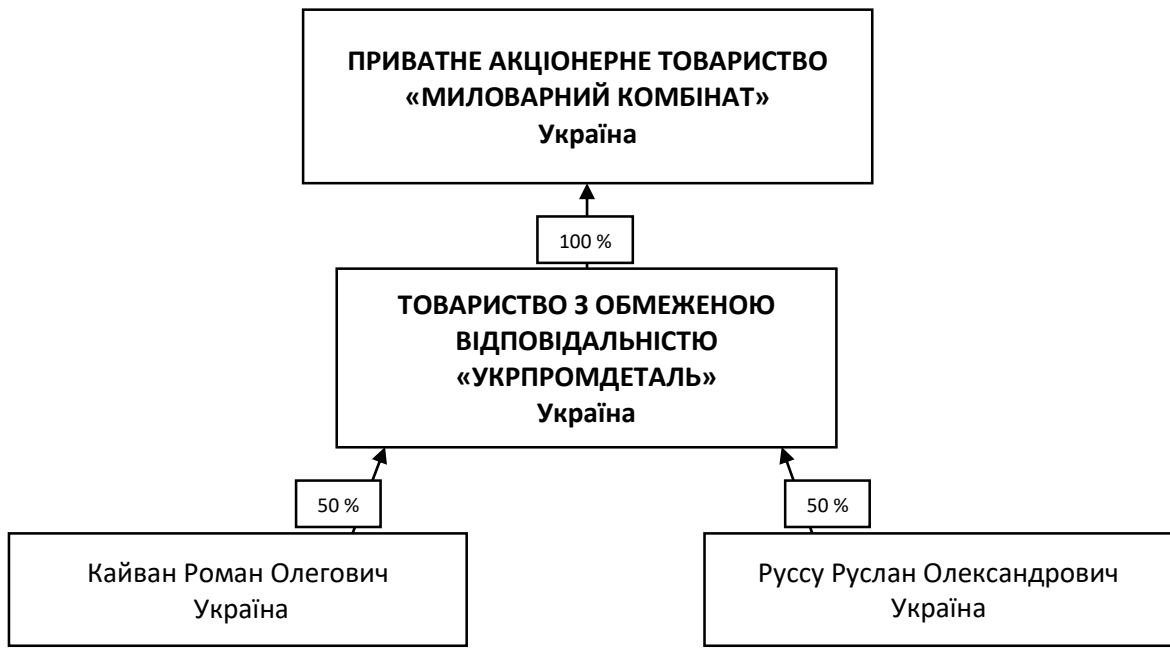 ПРИВАТНЕ АКЦІОНЕРНЕ ТОВАРИСТВО
«МИЛОВАРНИЙ КОМБІНАТ»
Україна
100 %
ТОВАРИСТВО З ОБМЕЖЕНОЮ
ВІДПОВІДАЛЬНІСТЮ
«УКРПРОМДЕТАЛЬ»
Україна
50 %
50 %
Кайван Роман Олегович
Україна
Руссу Руслан Олександрович
Україна